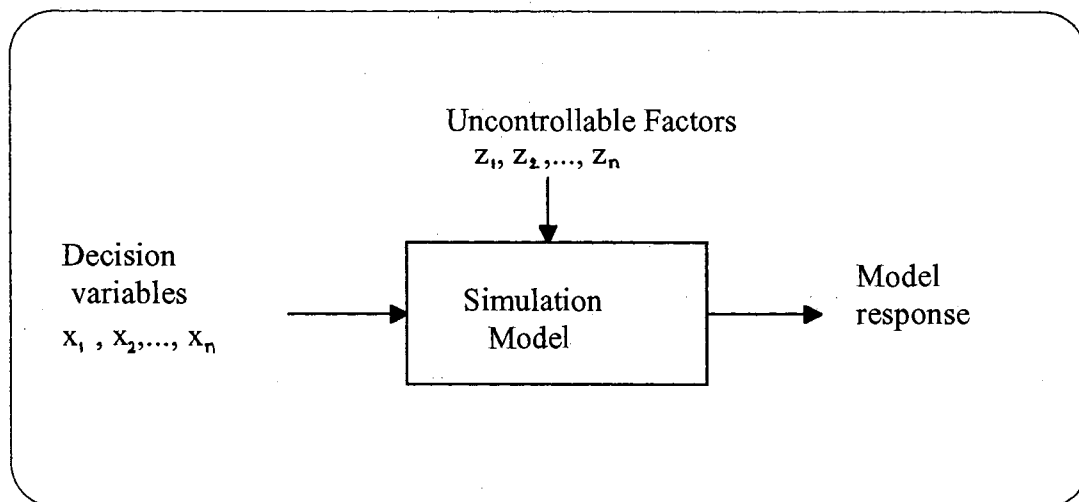 Uncontrollable Factors
z₁, z₂,..., zₙ
Decision
variables
x₁ , x₂,..., xₙ
Simulation
Model
Model
response